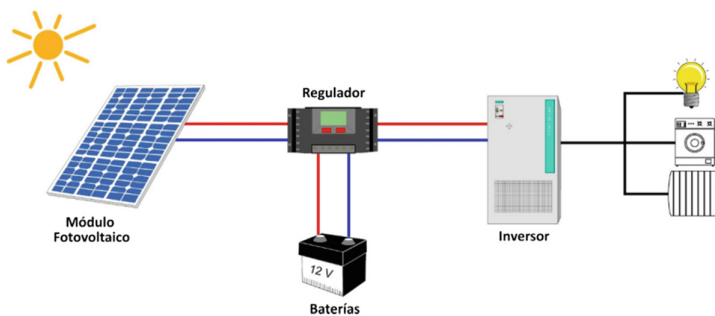 Regulador
Módulo
Fotovoltaico
Inversor
12 V
Baterías